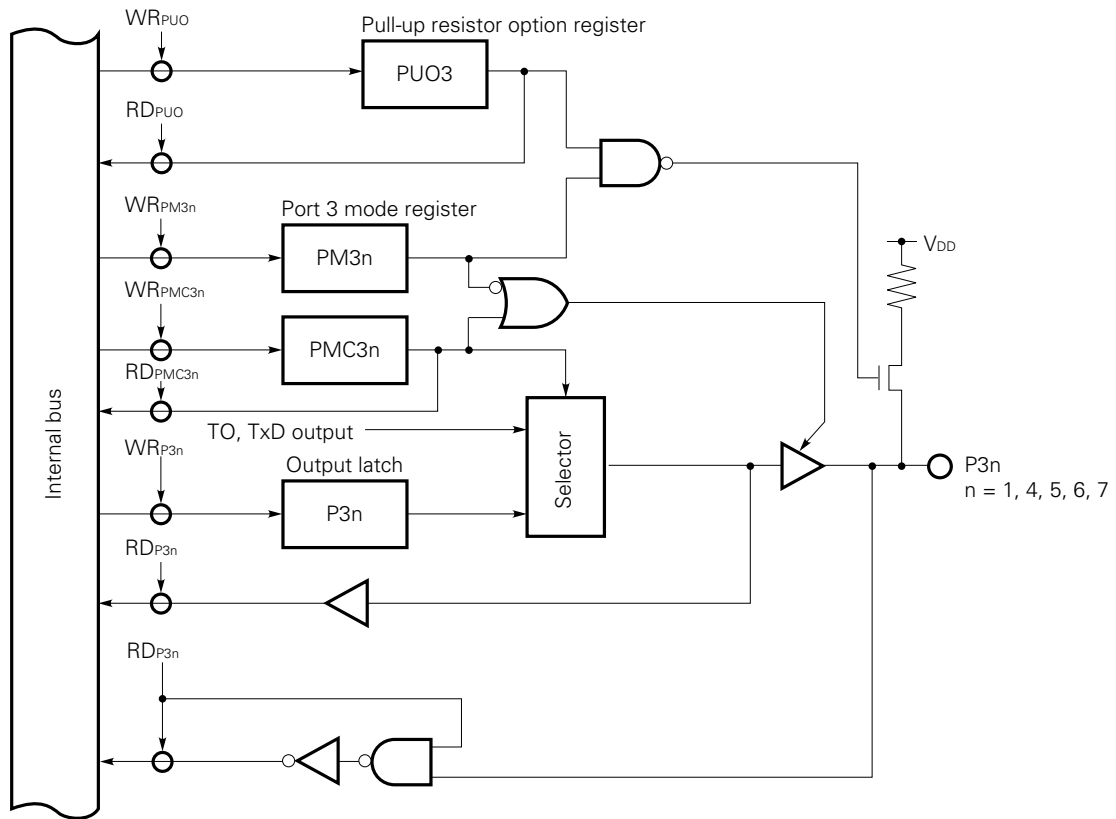 WRPUO
Pull-up resistor option register
PUO3
RDPUO
WRPM3n
Port 3 mode register
PM3n
VDD
WRPMC3n
PMC3n
RDPMC3n
Internal bus
TO, TxD output
WRP3n
Output latch
P3n
Selector
P3n
n = 1, 4, 5, 6, 7
RDP3n
RDP3n